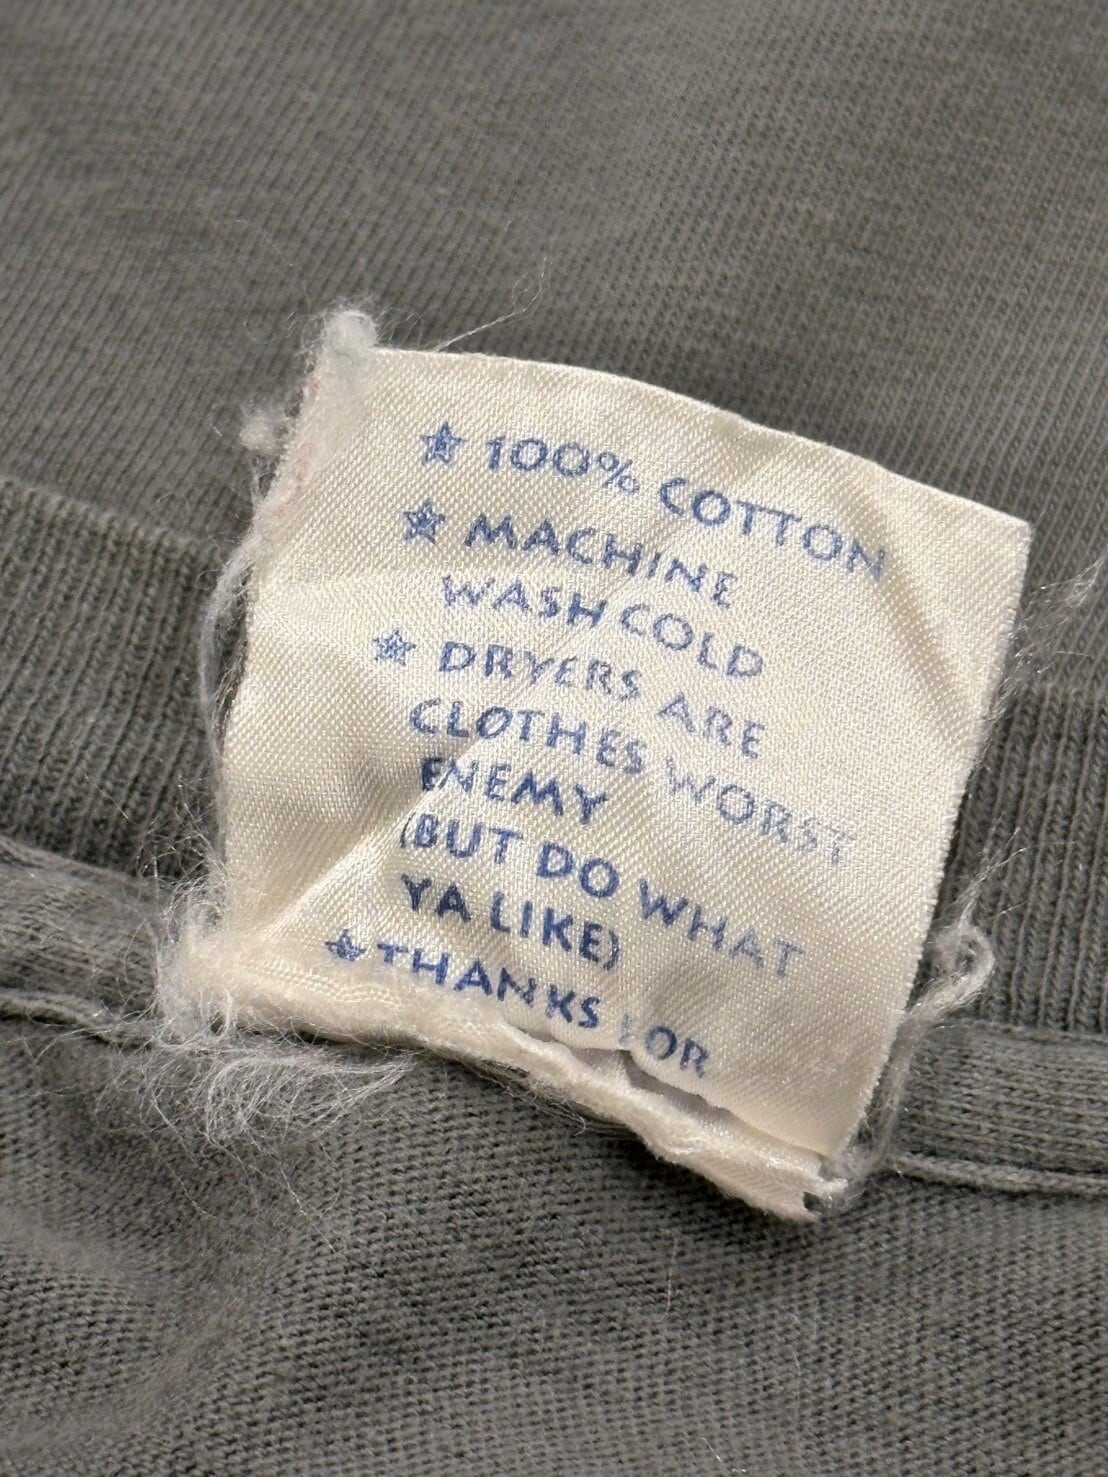 ★ 100% COTTON
★ MACHINE
WASH COLD
★ DRYERS ARE
CLOTHES WORST
ENEMY
(BUT DO WHAT
YA LIKE)
★ THANKS FOR